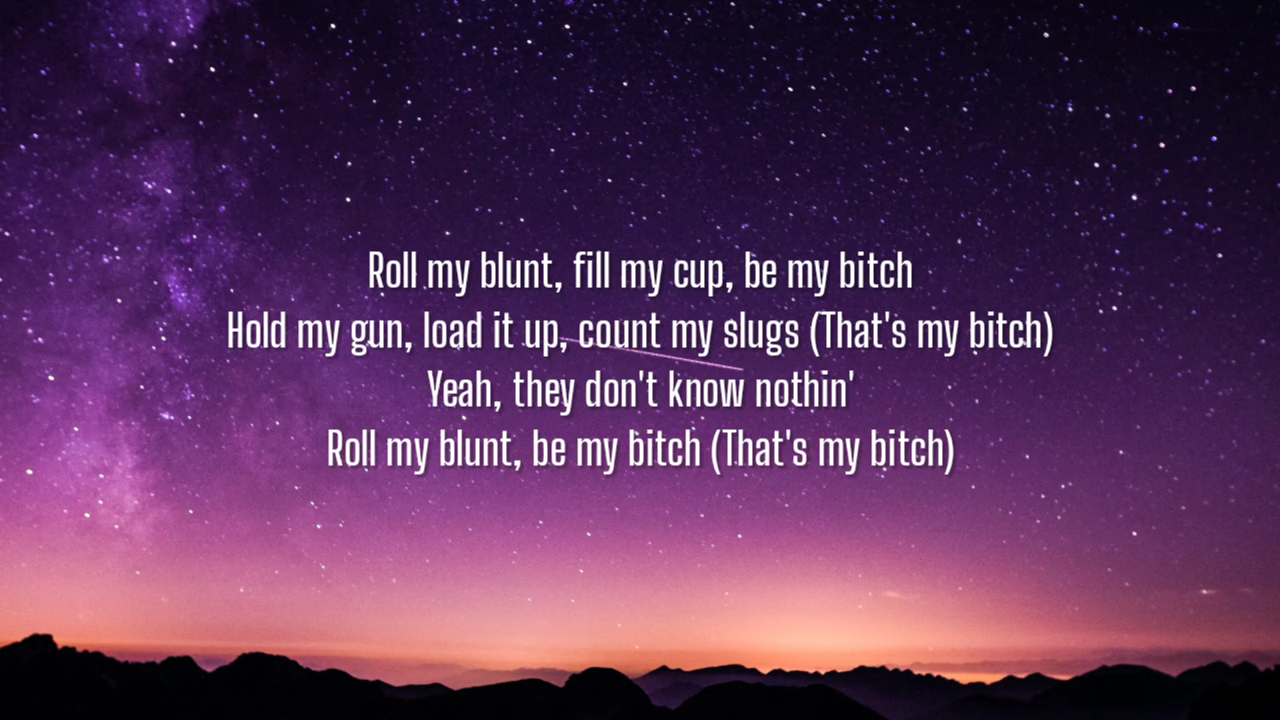 Roll my blunt, fill my cup, be my bitch
Hold my gun, load it up, count my slugs (That's my bitch)
Yeah, they don't know nothin'
Roll my blunt, be my bitch (That's my bitch)